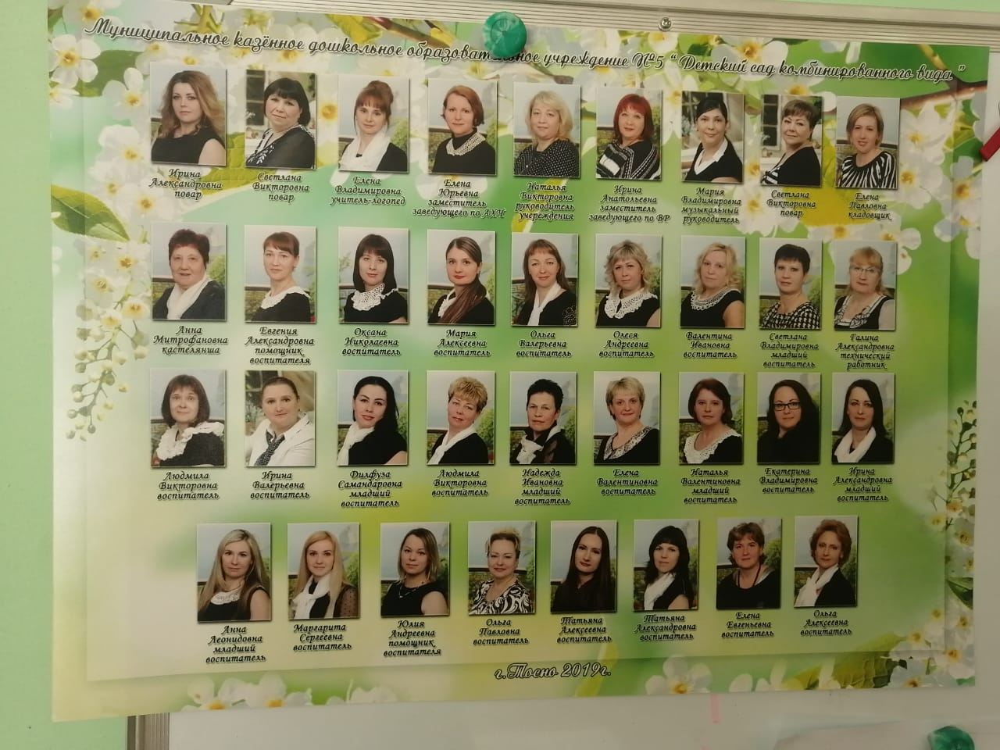 Муниципальное казённое дошкольное образовательное учреждение №5 “Детский сад комбинированного вида”
Ирина
Александровна
повар
Светлана
Викторовна
повар
Елена
Владимировна
учитель-логопед
Елена
Юрьевна
заместитель
заведующего по АХЧ
Наталья
Викторовна
руководитель
учереждения
Ирина
Анатольевна
заместитель
заведующего по ВР
Мария
Владимировна
музыкальный
руководитель
Светлана
Викторовна
повар
Елена
Павловна
кладовщик
Анна
Митрофановна
кастелянша
Евгения
Александровна
помощник
воспитателя
Оксана
Николаевна
воспитатель
Мария
Алексеевна
воспитатель
Ольга
Валерьевна
воспитатель
Олеся
Андреевна
воспитатель
Валентина
Ивановна
воспитатель
Светлана
Владимировна
младший
воспитатель
Галина
Александровна
технический
работник
Людмила
Викторовна
воспитатель
Ирина
Валерьевна
воспитатель
Дилфуза
Самандаровна
младший
воспитатель
Людмила
Викторовна
воспитатель
Надежда
Ивановна
младший
воспитатель
Елена
Валентиновна
воспитатель
Наталья
Валентиновна
младший
воспитатель
Екатерина
Владимировна
воспитатель
Ирина
Александровна
младший
воспитатель
Анна
Леонидовна
младший
воспитатель
Маргарита
Сергеевна
воспитатель
Юлия
Андреевна
помощник
воспитателя
Ольга
Павловна
воспитатель
Татьяна
Алексеевна
воспитатель
Татьяна
Александровна
воспитатель
Елена
Евгеньевна
воспитатель
Ольга
Алексеевна
воспитатель
г.Тосно 2019г.